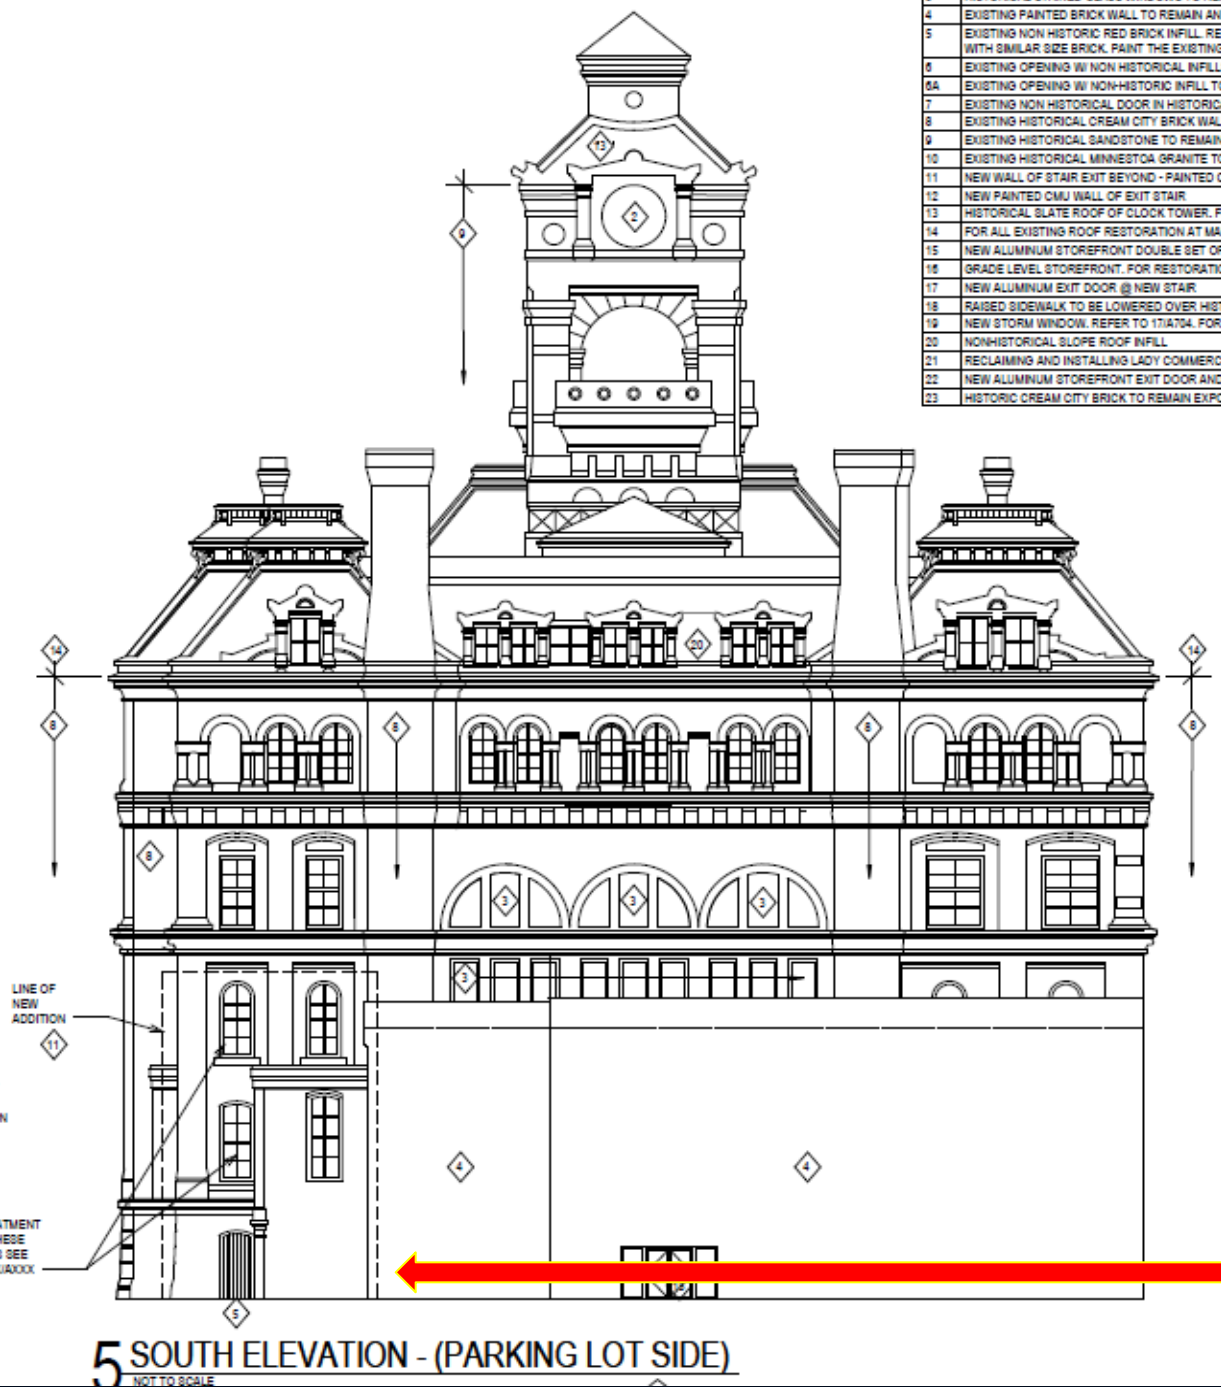 4 EXISTING PAINTED BRICK WALL TO REMAIN AN
5 EXISTING NON HISTORIC RED BRICK INFILL. RE
WITH SIMILAR SIZE BRICK. PAINT THE EXISTING
6 EXISTING OPENING W/ NON HISTORICAL INFILL
6A EXISTING OPENING W/ NON-HISTORIC INFILL TO
7 EXISTING NON HISTORICAL DOOR IN HISTORIC
8 EXISTING HISTORICAL CREAM CITY BRICK WAL
9 EXISTING HISTORICAL SANDSTONE TO REMAIN
10 EXISTING HISTORICAL MINNESTOA GRANITE TO
11 NEW WALL OF STAIR EXIT BEYOND - PAINTED C
12 NEW PAINTED CMU WALL OF EXIT STAIR
13 HISTORICAL SLATE ROOF OF CLOCK TOWER. F
14 FOR ALL EXISTING ROOF RESTORATION AT MA
15 NEW ALUMINUM STOREFRONT DOUBLE SET OF
16 GRADE LEVEL STOREFRONT. FOR RESTORATIO
17 NEW ALUMINUM EXIT DOOR @ NEW STAIR
18 RAISED SIDEWALK TO BE LOWERED OVER HIST
19 NEW STORM WINDOW. REFER TO 17/A704. FOR
20 NONHISTORICAL SLOPE ROOF INFILL
21 RECLAIMING AND INSTALLING LADY COMMERC
22 NEW ALUMINUM STOREFRONT EXIT DOOR AND
23 HISTORIC CREAM CITY BRICK TO REMAIN EXPO
13
2
9
14
20
14
8
8
8
8
8
3
3
3
3
LINE OF
NEW
ADDITION
11
N
4
4
ATMENT
HESE
S SEE
/AXXX
5
5 SOUTH ELEVATION - (PARKING LOT SIDE)
NOT TO SCALE